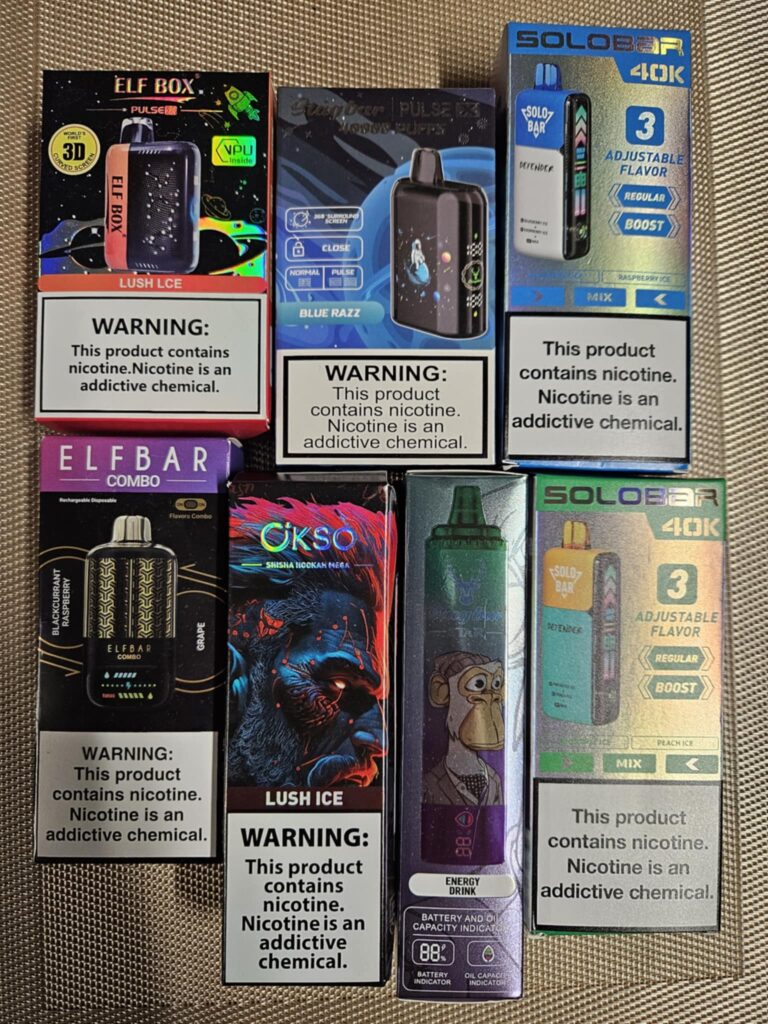 ELF BOX
PULSE X
WORLD'S
FIRST
3D
CURVED SCREEN
VPU
Inside
ELF BOX
LUSH LCE
WARNING:
This product contains
nicotine.Nicotine is an
addictive chemical.
PULSE
40000 PUFFS
360°SURROUND
SCREEN
CLOSE
NORMAL
PULSE
BLUE RAZZ
WARNING:
This product
contains nicotine.
Nicotine is an
addictive chemical.
SOLOBAR
40K
SOLO
BAR
DEFENDER
3
ADJUSTABLE
FLAVOR
REGULAR
BOOST
RASPBERRY ICE
MIX
This product
contains nicotine.
Nicotine is an
addictive chemical.
ELFBAR
COMBO
Rechargeable Disposable
Flavors Combo
BLACKCURRANT
RASPBERRY
GRAPE
ELFBAR
COMBO
WARNING:
This product
contains nicotine.
Nicotine is an
addictive chemical.
OKSO
SHISHA HOOKAH MEGA
LUSH ICE
WARNING:
This product
contains
nicotine.
Nicotine is an
addictive
chemical.
88
ENERGY
DRINK
BATTERY AND OIL
CAPACITY INDICATOR
88%
BATTERY
INDICATOR
OIL CAPACITY
INDICATOR
SOLOBAR
40K
SOLO
BAR
DEFENDER
3
ADJUSTABLE
FLAVOR
REGULAR
BOOST
PEACH ICE
MIX
This product
contains nicotine.
Nicotine is an
addictive chemical.